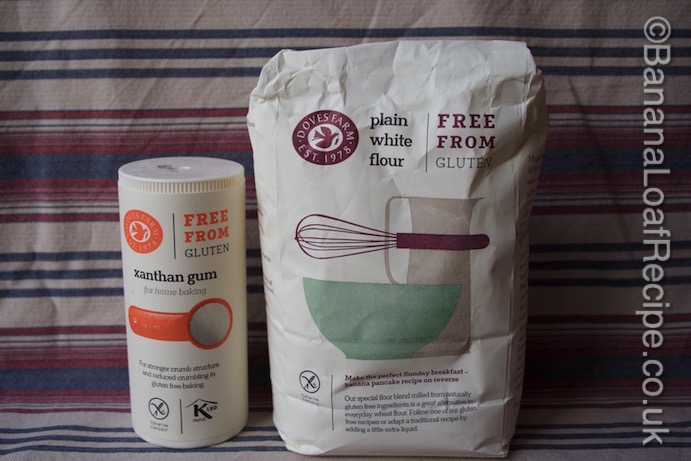 DOVES FARM
EST. 1978
FREE
FROM
GLUTEN
xanthan gum
for home baking
For stronger crumb structure
and reduced crumbling in
gluten free baking.
K LBD
DOVES FARM
EST. 1978
plain
white
flour
FREE
FROM
GLUTEN
Make the perfect Sunday breakfast –
banana pancake recipe on reverse
Our special flour blend milled from naturally
gluten free ingredients is a great alternative to
everyday wheat flour. Follow one of our gluten
free recipes or adapt a traditional recipe by
adding a little extra liquid.
©BananaLoafRecipe.co.uk